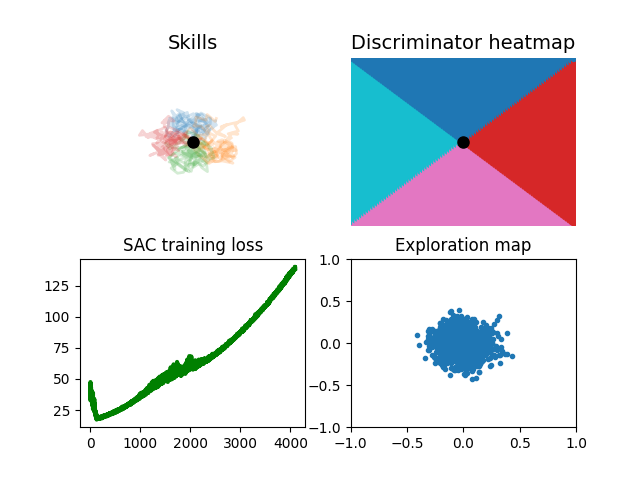 Skills
Discriminator heatmap
SAC training loss
125
100
75
50
25
0 1000 2000 3000 4000
Exploration map
1.0
0.5
0.0
−0.5
−1.0
−1.0 −0.5 0.0 0.5 1.0